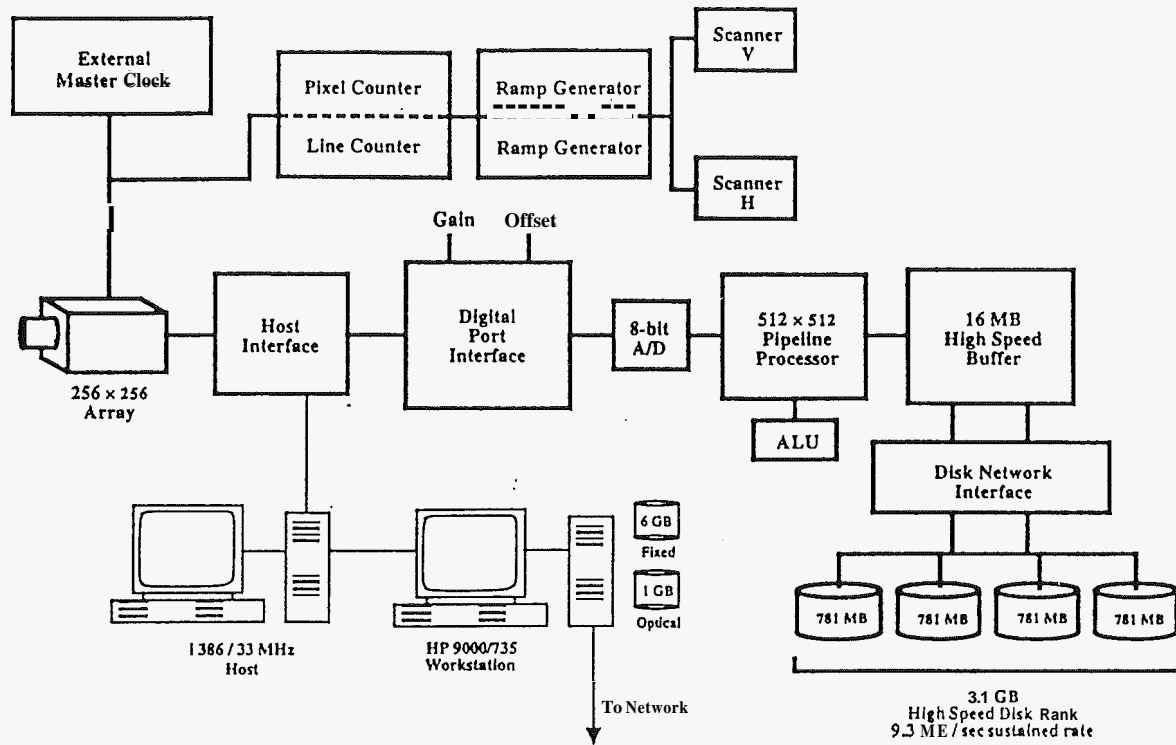 External
Master Clock
Pixel Counter
Line Counter
Ramp Generator
Ramp Generator
Scanner
V
Scanner
H
Gain
Offset
256 × 256
Array
Host
Interface
Digital
Port
Interface
8-bit
A/D
512 × 512
Pipeline
Processor
ALU
16 MB
High Speed
Buffer
Disk Network
Interface
781 MB
781 MB
781 MB
781 MB
3.1 GB
High Speed Disk Rank
9.3 ME / sec sustained rate
I 386 / 33 MHz
Host
HP 9000/735
Workstation
6 GB
Fixed
1 GB
Optical
To Network